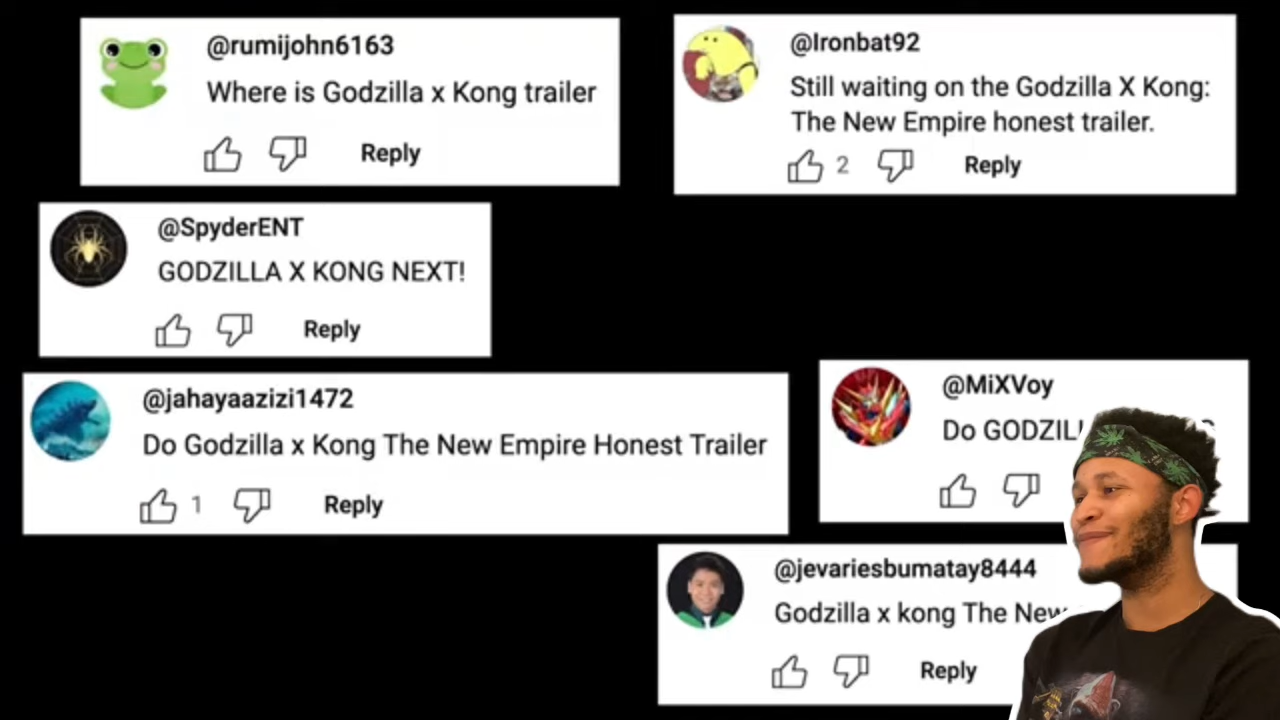 @rumijohn6163
Where is Godzilla x Kong trailer
Reply
@Ironbat92
Still waiting on the Godzilla X Kong:
The New Empire honest trailer.
2
Reply
@SpyderENT
GODZILLA X KONG NEXT!
Reply
@jahayaazizi1472
Do Godzilla x Kong The New Empire Honest Trailer
1
Reply
@MiXVoy
Do
@jevariesbumatay8444
Godzilla x kong The New
Reply